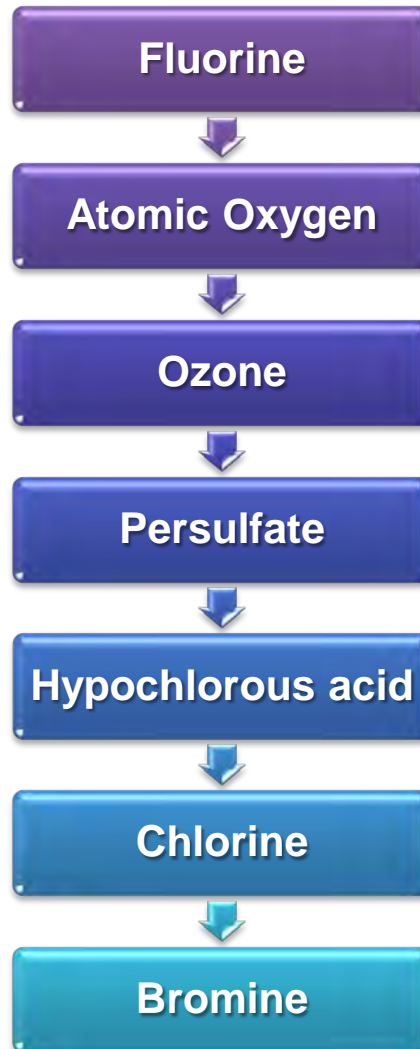 Fluorine
Atomic Oxygen
Ozone
Persulfate
Hypochlorous acid
Chlorine
Bromine